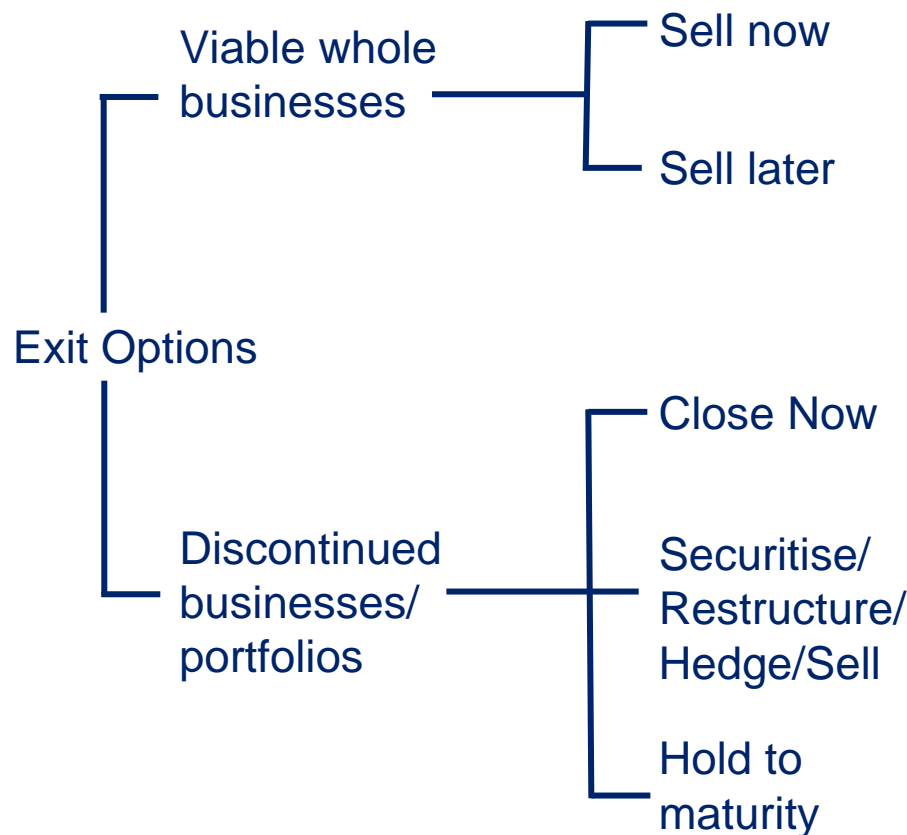 Viable whole
businesses
Sell now
Sell later
Exit Options
Discontinued
businesses/
portfolios
Close Now
Securitise/
Restructure/
Hedge/Sell
Hold to
maturity